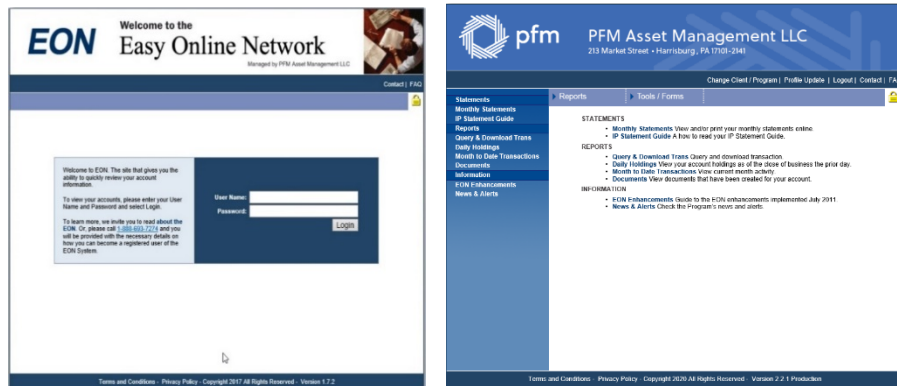 EON
Welcome to the
Easy Online Network
Managed by PFM Asset Management LLC
Contact | FAQ
Welcome to EON. The site that gives you the
ability to quickly review your account
information.
To view your accounts, please enter your User
Name and Password and select Login.
To learn more, we invite you to read about the
EON. Or, please call 1-888-693-7274 and you
will be provided with the necessary details on
how you can become a registered user of the
EON System.
User Name:
Password:
Login
Terms and Conditions - Privacy Policy - Copyright 2017 All Rights Reserved - Version 1.7.2
pfm
PFM Asset Management LLC
213 Market Street • Harrisburg, PA 17101-2141
Change Client / Program | Profile Update | Logout | Contact | FA
Reports
Tools / Forms
Statements
Monthly Statements
IP Statement Guide
Reports
Query & Download Trans
Daily Holdings
Month to Date Transactions
Documents
Information
EON Enhancements
News & Alerts
STATEMENTS
• Monthly Statements View and/or print your monthly statements online.
• IP Statement Guide A how to read your IP Statement Guide.
REPORTS
• Query & Download Trans Query and download transaction.
• Daily Holdings View your account holdings as of the close of business the prior day.
• Month to Date Transactions View current month activity.
• Documents View documents that have been created for your account.
INFORMATION
• EON Enhancements Guide to the EON enhancements implemented July 2011.
• News & Alerts Check the Program's news and alerts.
Terms and Conditions - Privacy Policy - Copyright 2020 All Rights Reserved - Version 2.2.1 Production